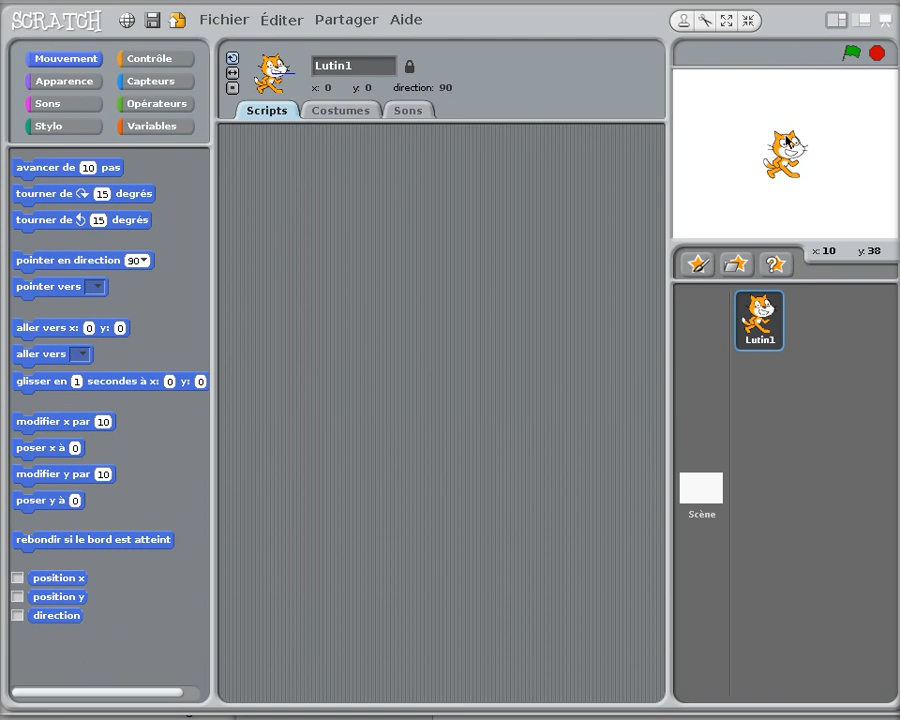 SCRATCH Fichier Éditer Partager Aide
Mouvement Contrôle
Apparence Capteurs
Sons Opérateurs
Stylo Variables
Lutin1
x: 0 y: 0 direction: 90
Scripts Costumes Sons
avancer de 10 pas
tourner de 15 degrés
tourner de 15 degrés
pointer en direction 90
pointer vers
aller vers x: 0 y: 0
aller vers
glisser en 1 secondes à x: 0 y: 0
modifier x par 10
poser x à 0
modifier y par 10
poser y à 0
rebondir si le bord est atteint
position x
position y
direction
x: 10 y: 38
Lutin1
Scène